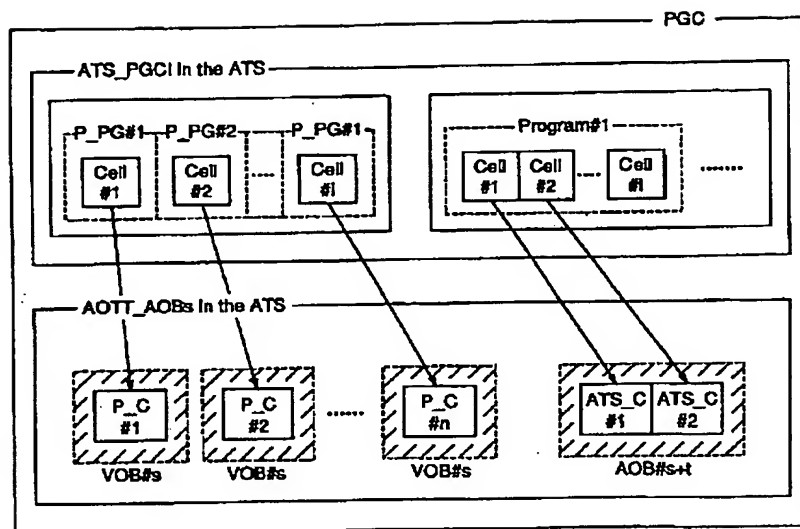 PGC
ATS_PGCI in the ATS
P_PG#1 P_PG#2 P_PG#1
Cell #1
Cell #2
.....
Cell #i
Program#1
Cell #1
Cell #2
....
Cell #i
.......
AOTT_AOBs in the ATS
P_C #1
P_C #2
......
P_C #n
ATS_C #1
ATS_C #2
VOB#s
VOB#s
VOB#s
AOB#s+t